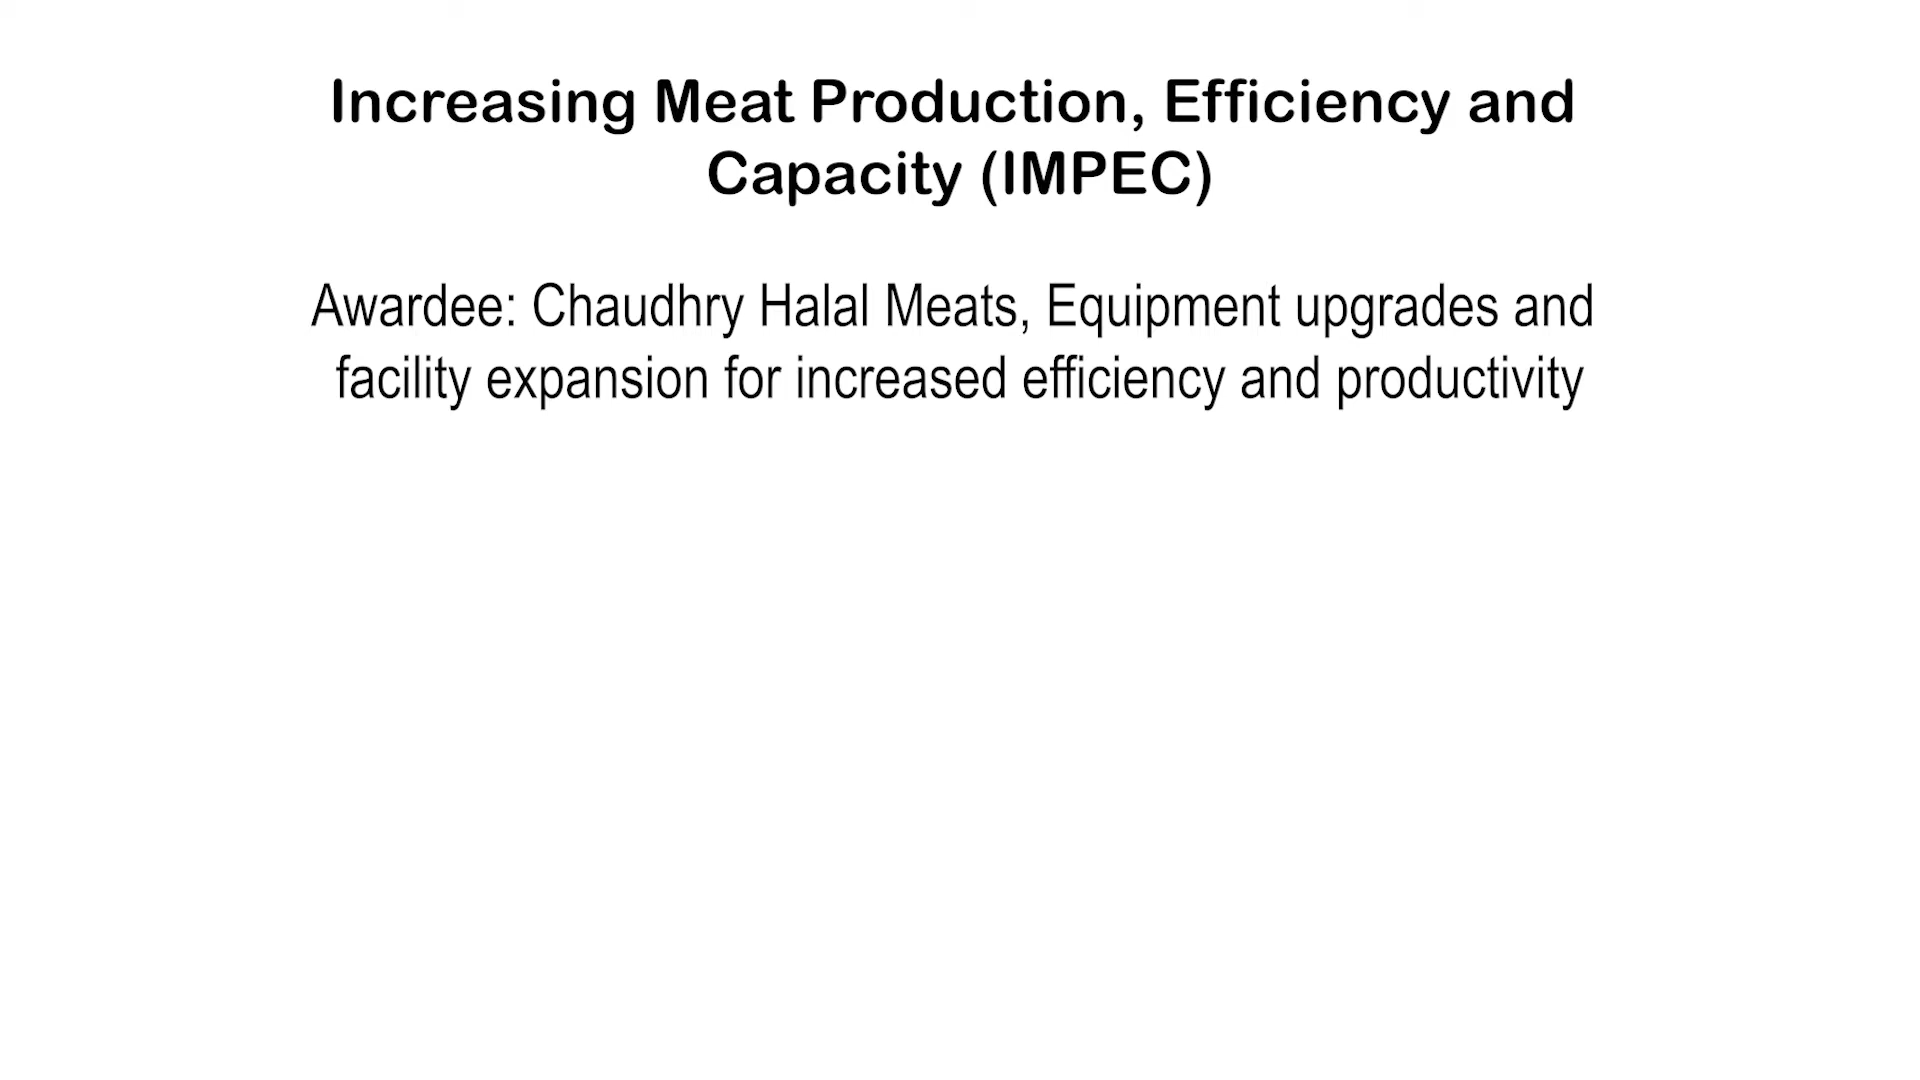 Increasing Meat Production, Efficiency and
Capacity (IMPEC)
Awardee: Chaudhry Halal Meats, Equipment upgrades and
facility expansion for increased efficiency and productivity